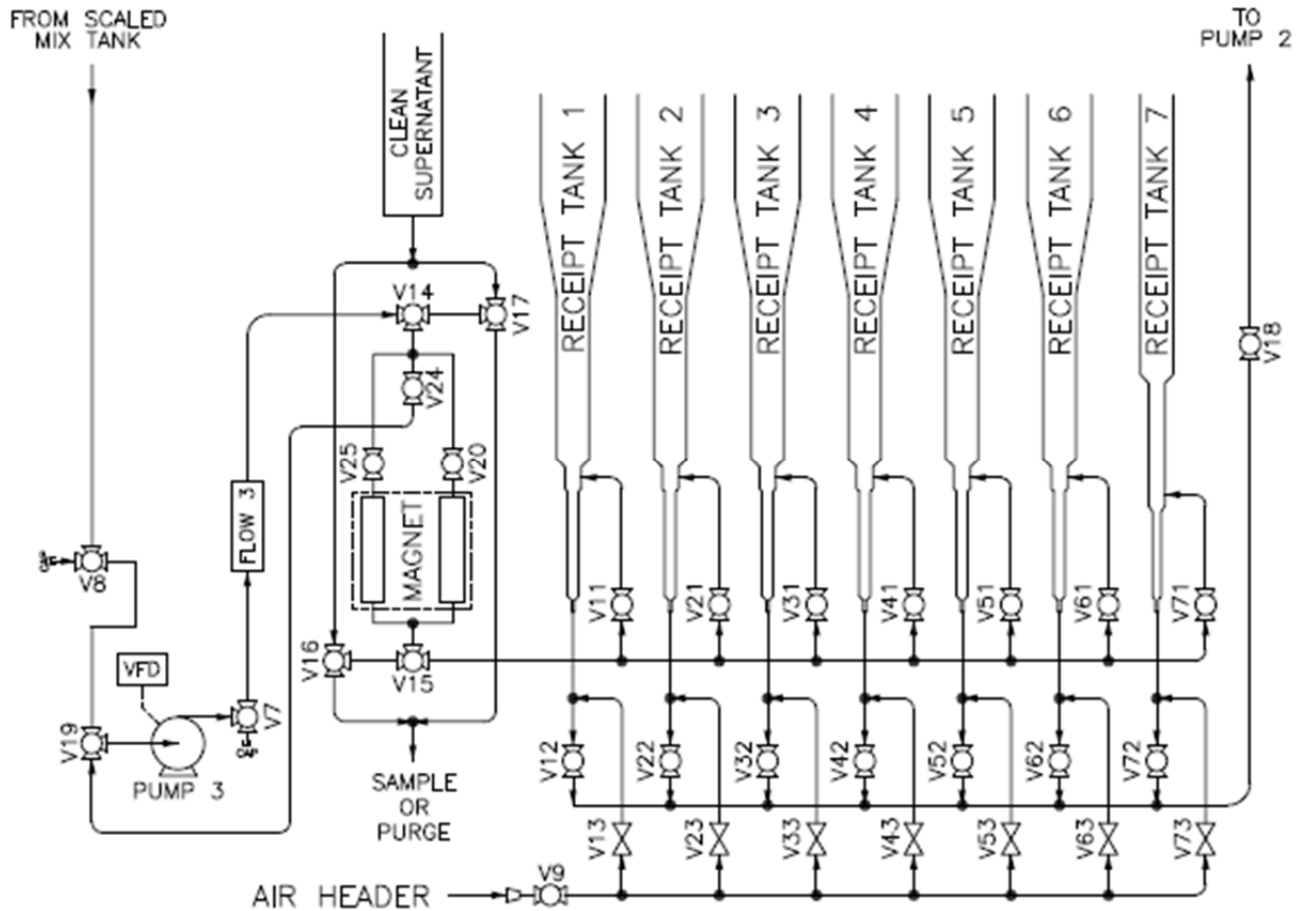 FROM SCALED
MIX TANK
TO
PUMP 2
CLEAN
SUPERNATANT
RECEIPT TANK 1
RECEIPT TANK 2
RECEIPT TANK 3
RECEIPT TANK 4
RECEIPT TANK 5
RECEIPT TANK 6
RECEIPT TANK 7
V14
V17
V18
V24
V25
V20
FLOW 3
MAGNET
V8
V11
V21
V31
V41
V51
V61
V71
VFD
V16
V15
V7
V19
PUMP 3
V12
V22
V32
V42
V52
V62
V72
SAMPLE
OR
PURGE
V13
V23
V33
V43
V53
V63
V73
V9
AIR HEADER